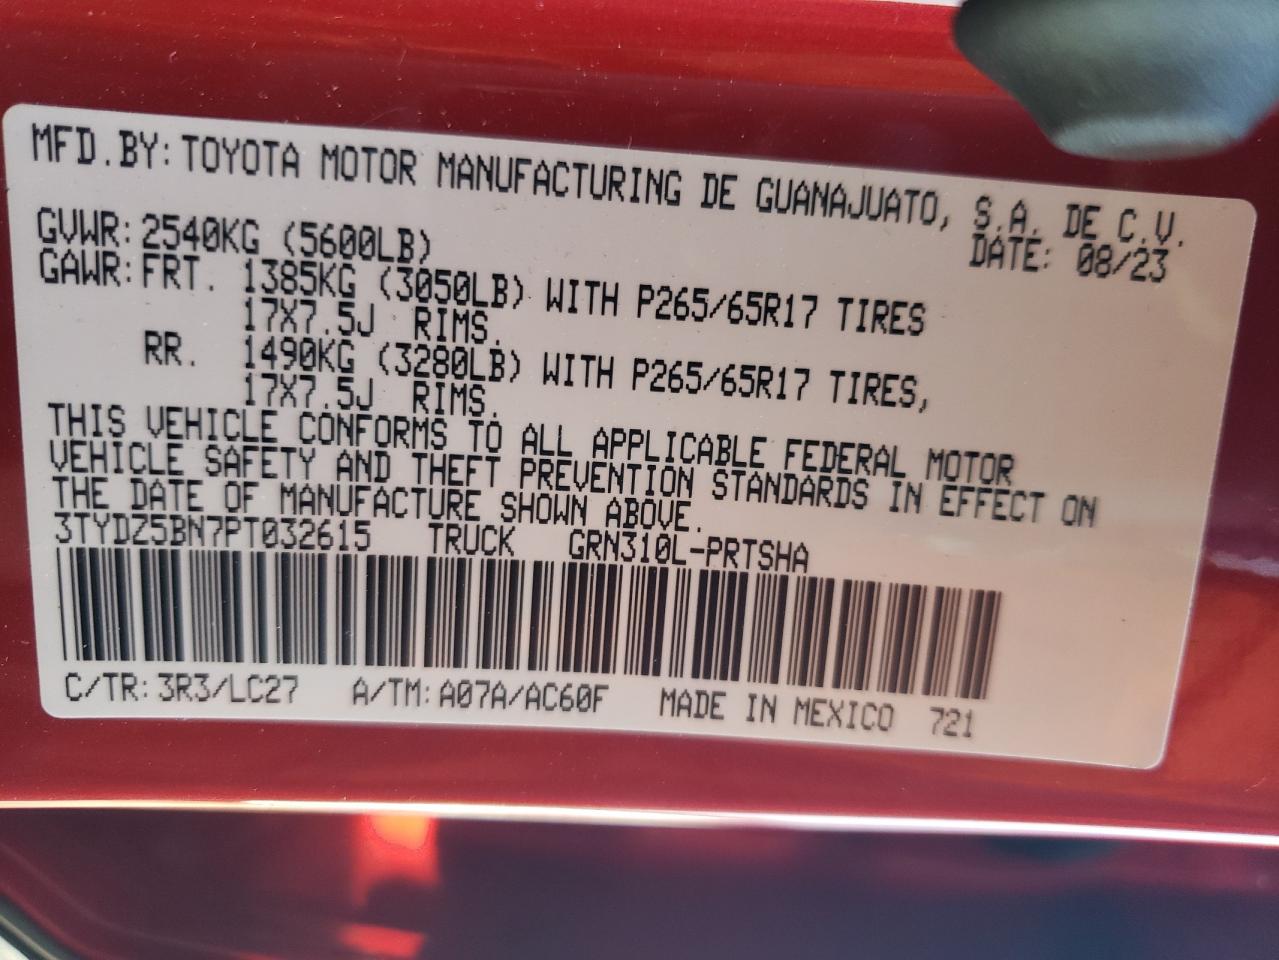 MFD.BY: TOYOTA MOTOR MANUFACTURING DE GUANAJUATO, S.A. DE C.V.
GVWR: 2540KG (5600LB) DATE: 08/23
GAWR: FRT. 1385KG (3050LB) WITH P265/65R17 TIRES
17X7.5J RIMS.
RR. 1490KG (3280LB) WITH P265/65R17 TIRES,
17X7.5J RIMS.
THIS VEHICLE CONFORMS TO ALL APPLICABLE FEDERAL MOTOR
VEHICLE SAFETY AND THEFT PREVENTION STANDARDS IN EFFECT ON
THE DATE OF MANUFACTURE SHOWN ABOVE.
3TYDZ5BN7PT032615 TRUCK GRN310L-PRTSHA
C/TR: 3R3/LC27 A/TM: A07A/AC60F MADE IN MEXICO 721